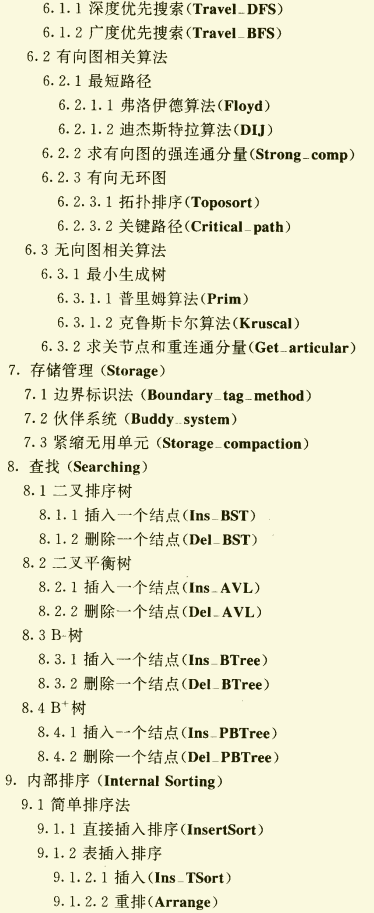 6.1.1 深度优先搜索(Travel_DFS)
6.1.2 广度优先搜索(Travel_BFS)
6.2 有向图相关算法
6.2.1 最短路径
6.2.1.1 弗洛伊德算法(Floyd)
6.2.1.2 迪杰斯特拉算法(DIJ)
6.2.2 求有向图的强连通分量(Strong_comp)
6.2.3 有向无环图
6.2.3.1 拓扑排序(Toposort)
6.2.3.2 关键路径(Critical_path)
6.3 无向图相关算法
6.3.1 最小生成树
6.3.1.1 普里姆算法(Prim)
6.3.1.2 克鲁斯卡尔算法(Kruscal)
6.3.2 求关节点和重连通分量(Get_articular)
7. 存储管理 (Storage)
7.1 边界标识法 (Boundary_tag_method)
7.2 伙伴系统 (Buddy_system)
7.3 紧缩无用单元 (Storage_compaction)
8. 查找 (Searching)
8.1 二叉排序树
8.1.1 插入一个结点(Ins_BST)
8.1.2 删除一个结点(Del_BST)
8.2 二叉平衡树
8.2.1 插入一个结点(Ins_AVL)
8.2.2 删除一个结点(Del_AVL)
8.3 B-树
8.3.1 插入一个结点(Ins_BTree)
8.3.2 删除一个结点(Del_BTree)
8.4 B⁺树
8.4.1 插入一个结点(Ins_PBTree)
8.4.2 删除一个结点(Del_PBTree)
9. 内部排序 (Internal Sorting)
9.1 简单排序法
9.1.1 直接插入排序(InsertSort)
9.1.2 表插入排序
9.1.2.1 插入(Ins_TSort)
9.1.2.2 重排(Arrange)